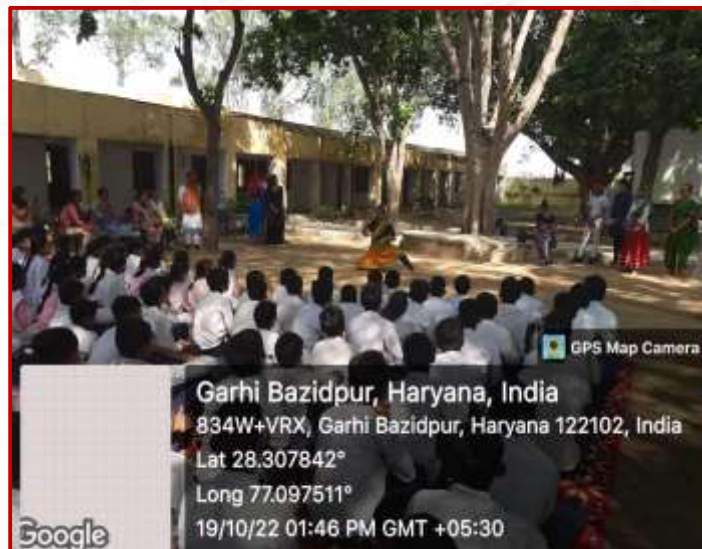 GPS Map Camera
Garhi Bazidpur, Haryana, India
834W+VRX, Garhi Bazidpur, Haryana 122102, India
Lat 28.307842°
Long 77.097511°
19/10/22 01:46 PM GMT +05:30
Google